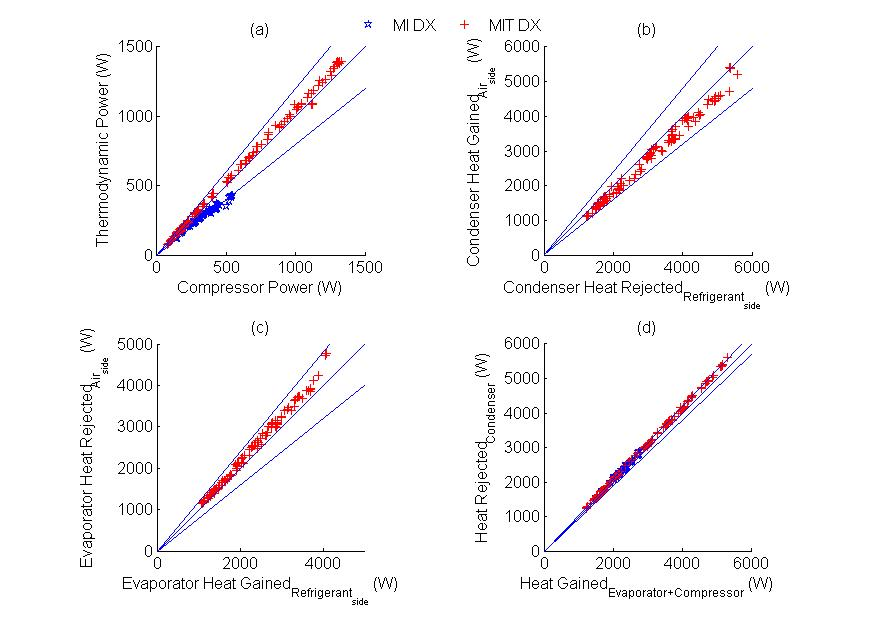 MI DX MIT DX
(a)
1500
1000
500
0
0 500 1000 1500
Thermodynamic Power (W)
Compressor Power (W)
(b)
6000
5000
4000
3000
2000
1000
0
0 2000 4000 6000
Condenser Heat Gained Air side (W)
Condenser Heat Rejected Refrigerant side (W)
(c)
5000
4000
3000
2000
1000
0
0 2000 4000
Evaporator Heat Rejected Air side (W)
Evaporator Heat Gained Refrigerant side (W)
(d)
6000
5000
4000
3000
2000
1000
0
0 2000 4000 6000
Heat Rejected Condenser (W)
Heat Gained Evaporator+Compressor (W)